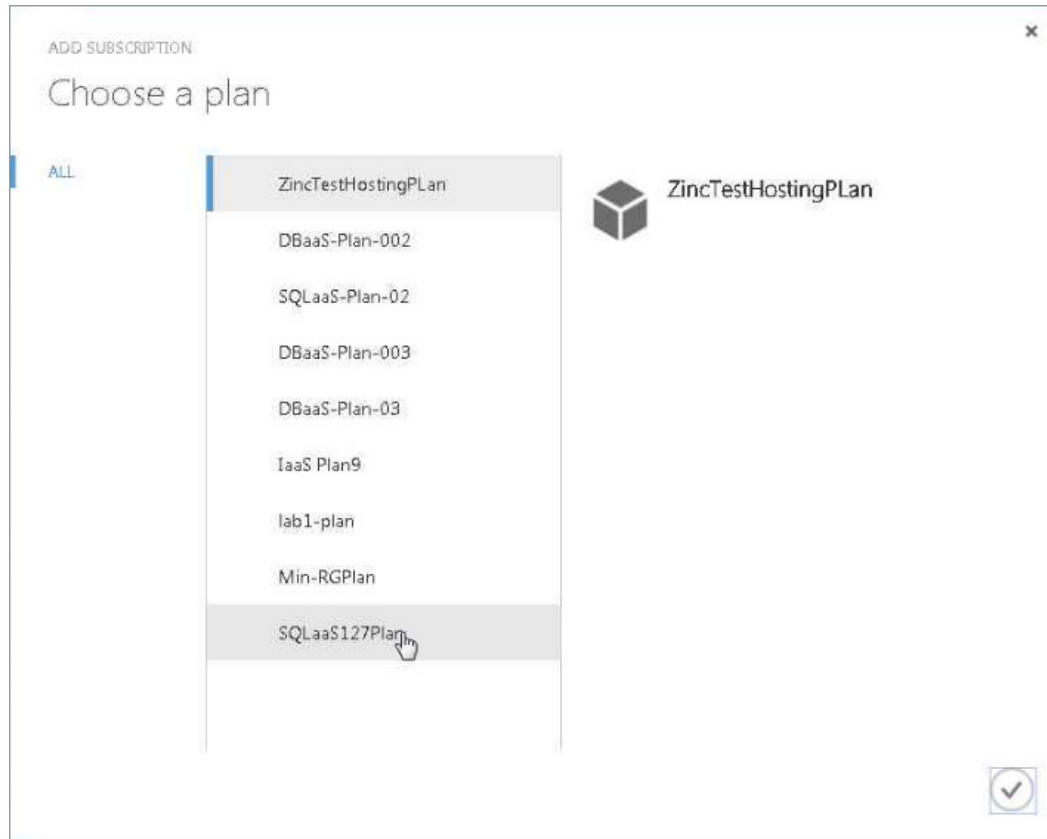 ADD SUBSCRIPTION
Choose a plan
ALL
ZincTestHostingPLan
DBaaS-Plan-002
SQLaaS-Plan-02
DBaaS-Plan-003
DBaaS-Plan-03
IaaS Plan9
lab1-plan
Min-RGPlan
SQLaaS127Plan
ZincTestHostingPLan